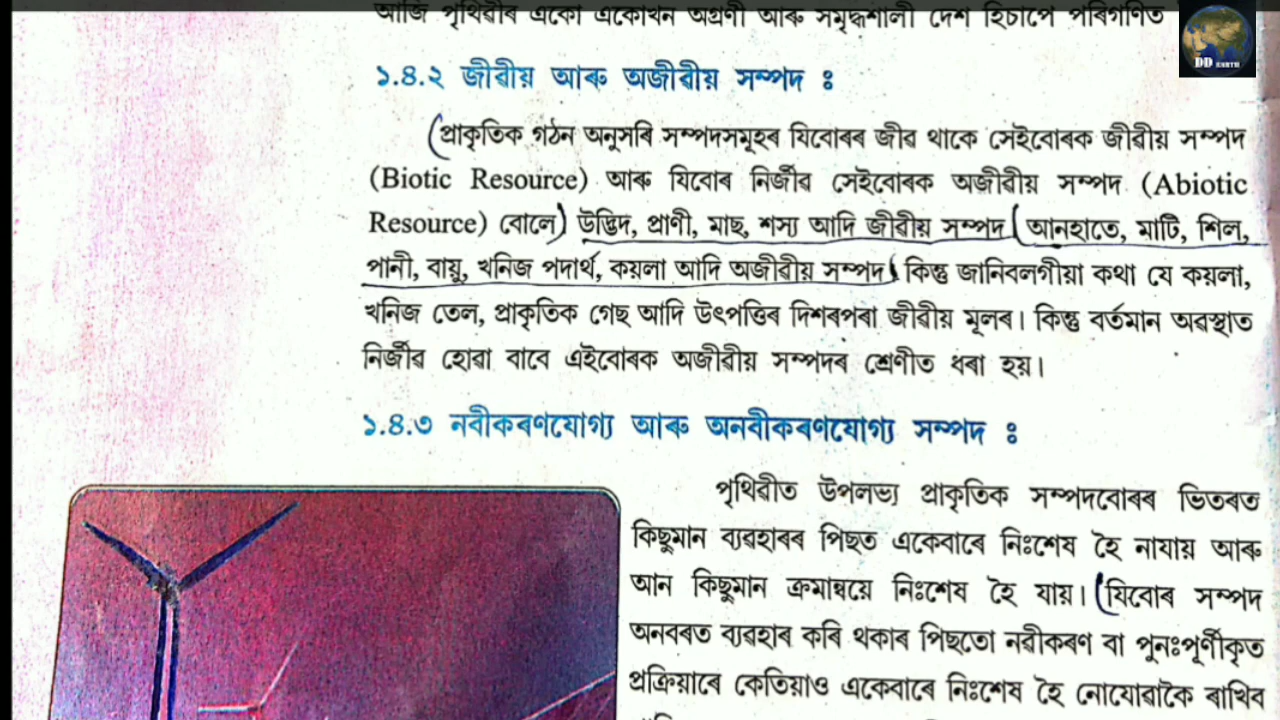 আজি পৃথিৱীৰ একো একোখন অগ্ৰণী আৰু সমৃদ্ধশালী দেশ হিচাপে পৰিগণিত
DD EARTH
১.৪.২ জীৱীয় আৰু অজীৱীয় সম্পদ ঃ
(প্ৰাকৃতিক গঠন অনুসৰি সম্পদসমূহৰ যিবোৰৰ জীৱ থাকে সেইবোৰক জীৱীয় সম্পদ
(Biotic Resource) আৰু যিবোৰ নিৰ্জীৱ সেইবোৰক অজীৱীয় সম্পদ (Abiotic
Resource) বোলে) উদ্ভিদ, প্ৰাণী, মাছ, শস্য আদি জীৱীয় সম্পদ (আনহাতে, মাটি, শিল,
পানী, বায়ু, খনিজ পদাৰ্থ, কয়লা আদি অজীৱীয় সম্পদ। কিন্তু জানিবলগীয়া কথা যে কয়লা,
খনিজ তেল, প্ৰাকৃতিক গেছ আদি উৎপত্তিৰ দিশৰপৰা জীৱীয় মূলৰ। কিন্তু বৰ্তমান অৱস্থাত
নিৰ্জীৱ হোৱা বাবে এইবোৰক অজীৱীয় সম্পদৰ শ্ৰেণীত ধৰা হয়।
১.৪.৩ নবীকৰণযোগ্য আৰু অনবীকৰণযোগ্য সম্পদ ঃ
পৃথিৱীত উপলভ্য প্ৰাকৃতিক সম্পদবোৰৰ ভিতৰত
কিছুমান ব্যৱহাৰৰ পিছত একেবাৰে নিঃশেষ হৈ নাযায় আৰু
আন কিছুমান ক্ৰমান্বয়ে নিঃশেষ হৈ যায়। (যিবোৰ সম্পদ
অনবৰত ব্যৱহাৰ কৰি থকাৰ পিছতো নৱীকৰণ বা পুনঃপূৰ্ণীকৃত
প্ৰক্ৰিয়াৰে কেতিয়াও একেবাৰে নিঃশেষ হৈ নোযোৱাকৈ ৰাখিব